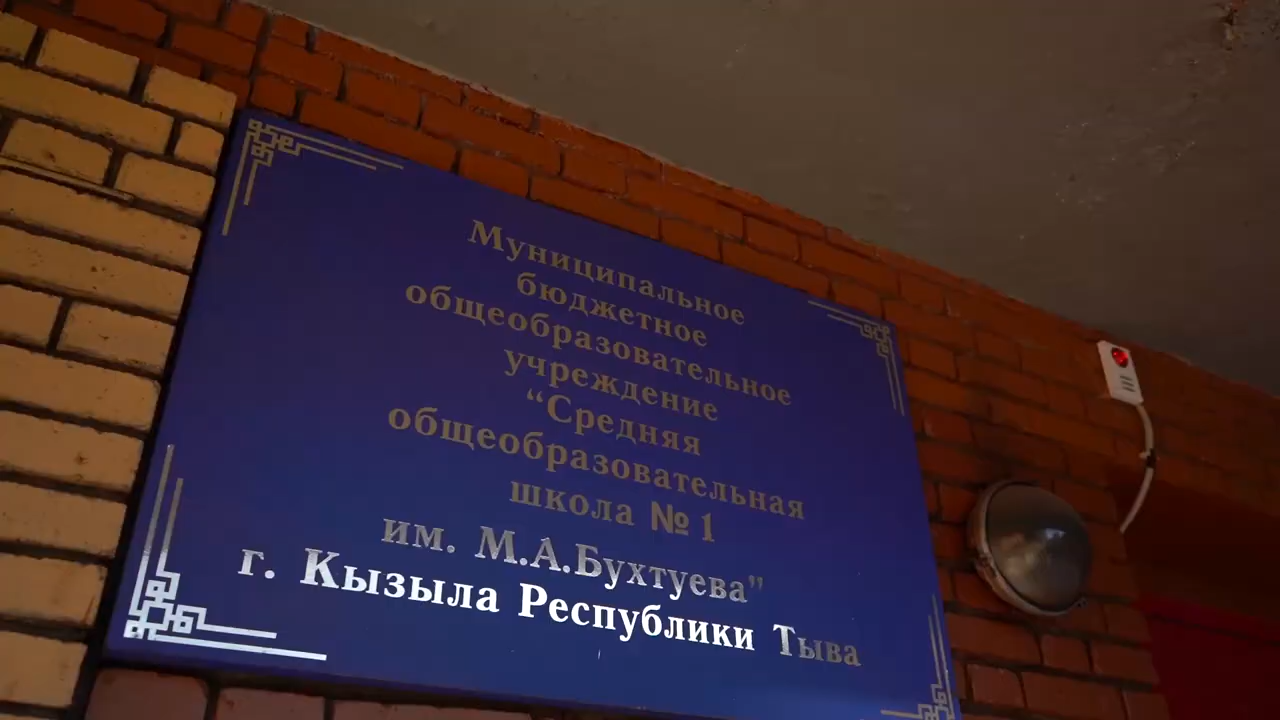 Муниципальное
бюджетное
общеобразовательное
учреждение
“Средняя
общеобразовательная
школа № 1
им. М.А.Бухтуева”
г. Кызыла Республики Тыва